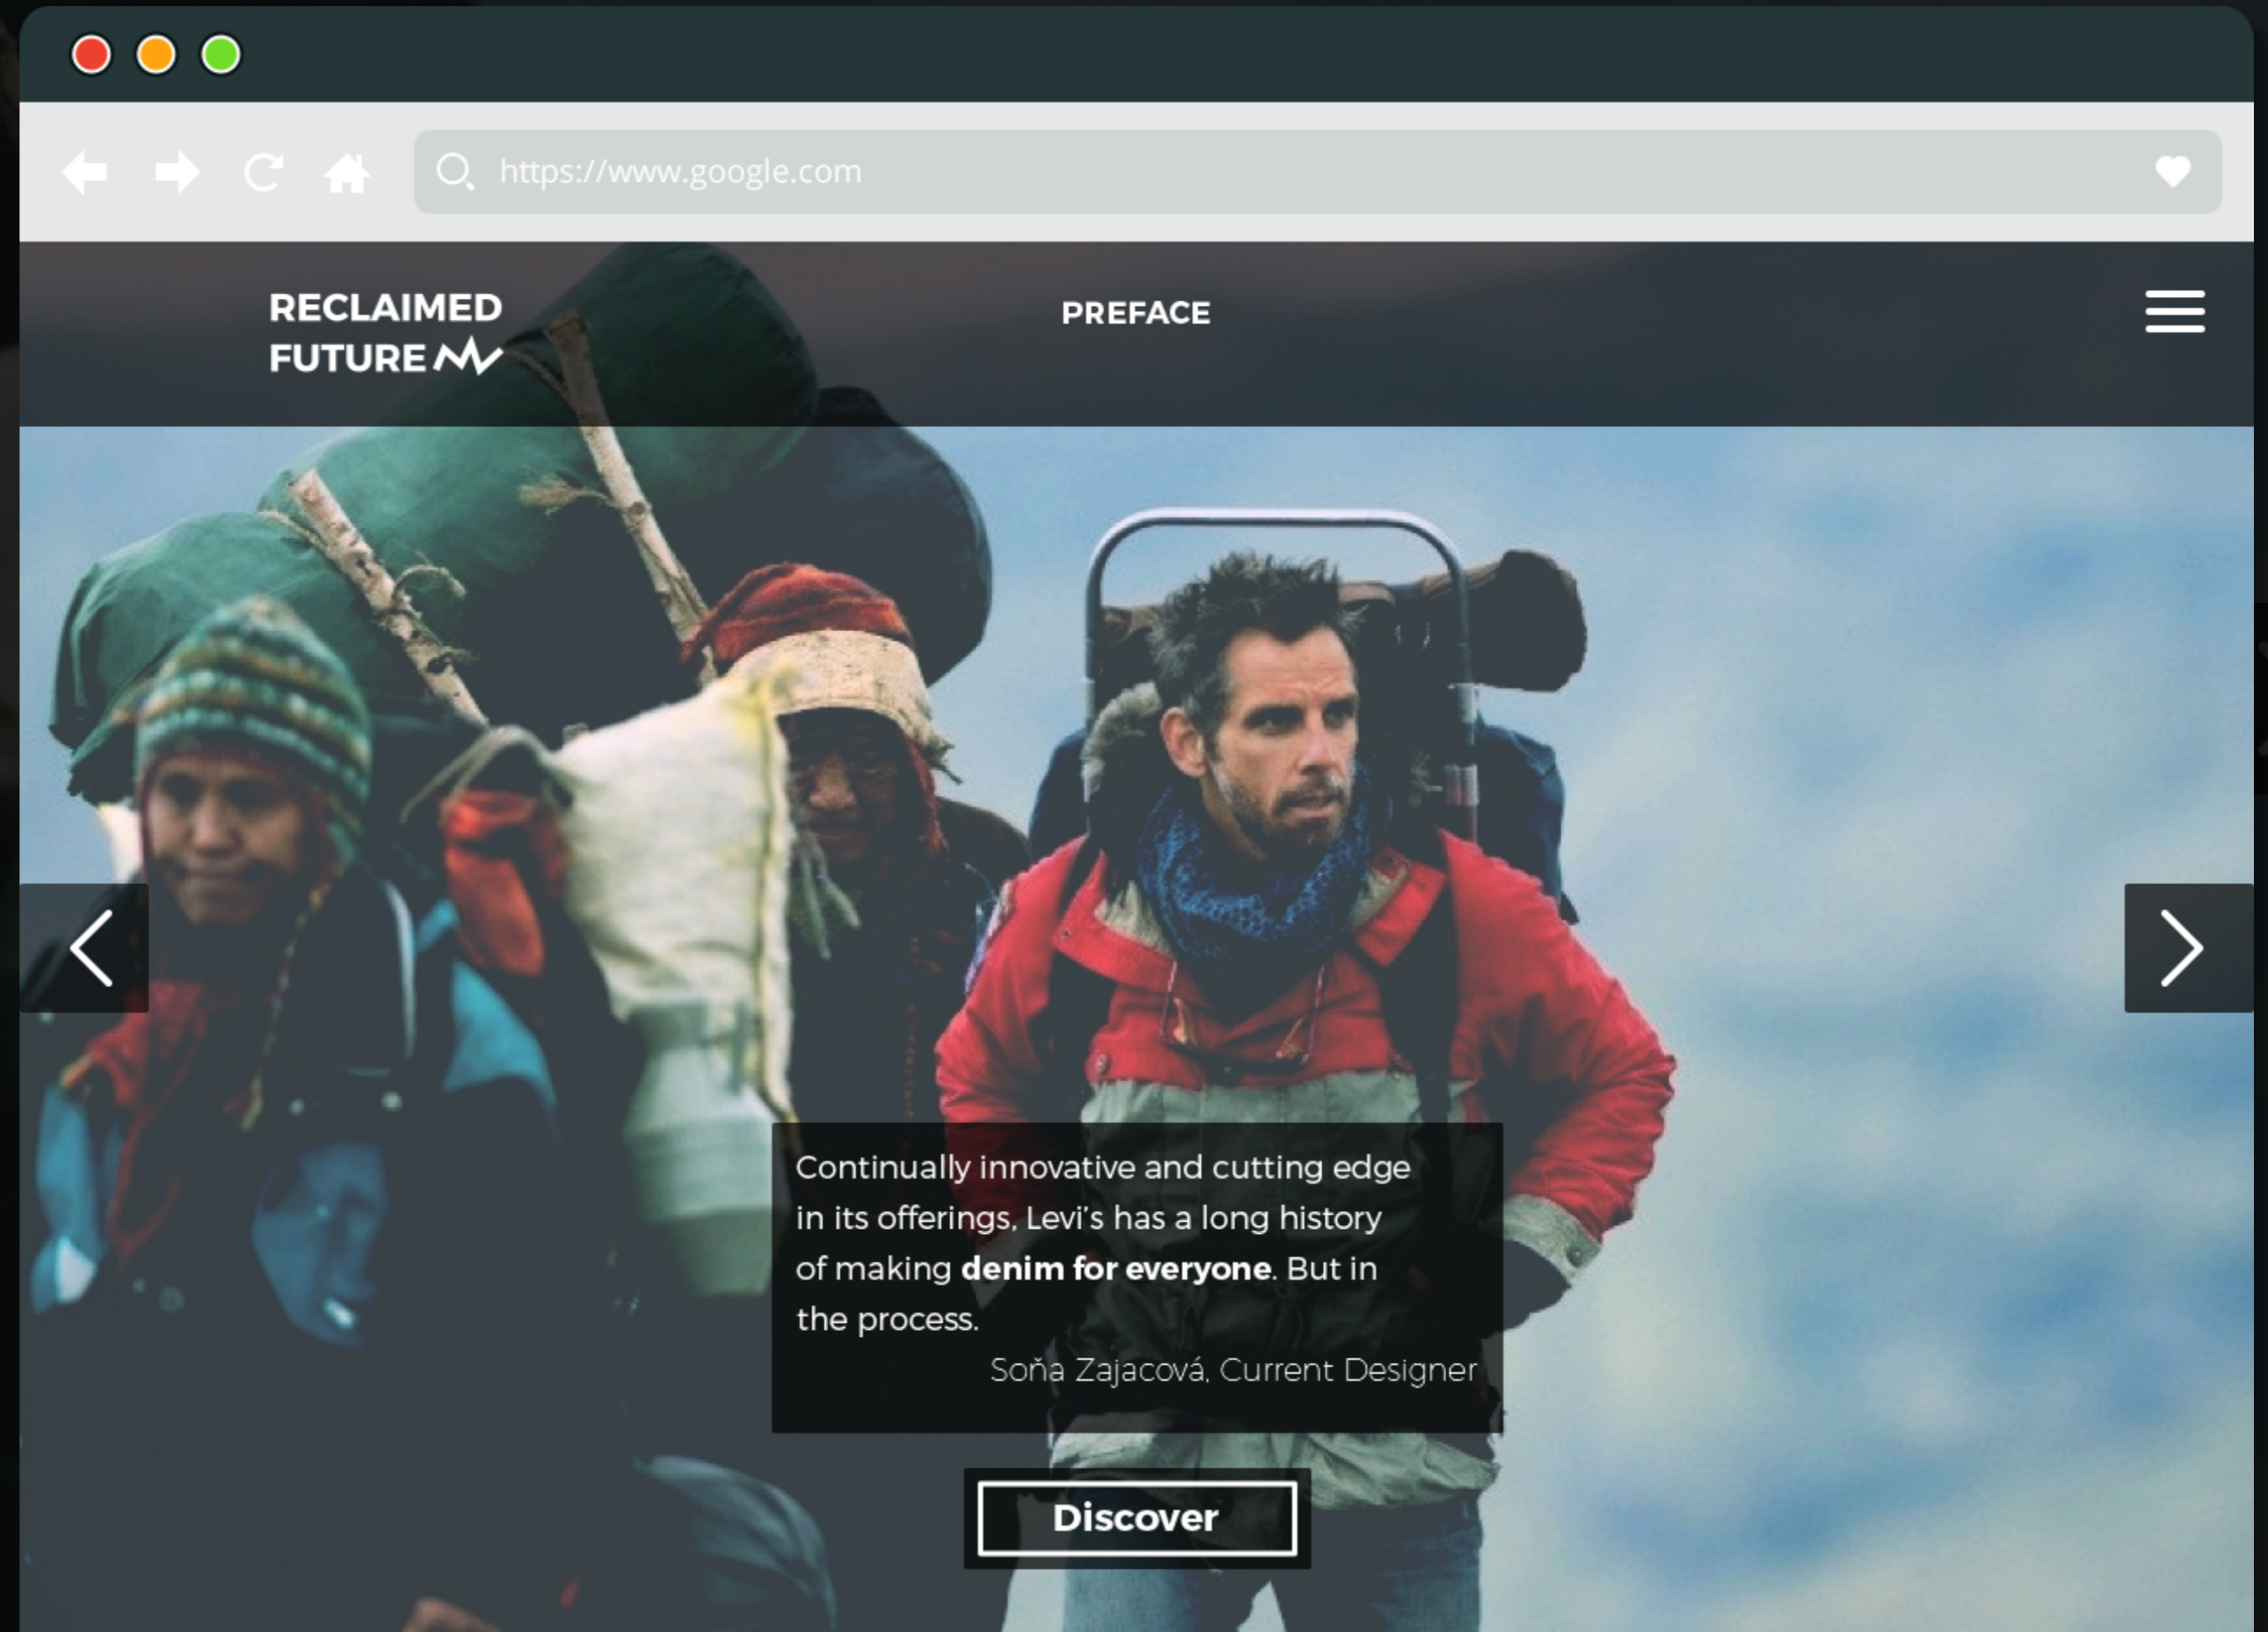 https://www.google.com
RECLAIMED
FUTURE
PREFACE
Continually innovative and cutting edge
in its offerings, Levi’s has a long history
of making denim for everyone. But in
the process.
Soňa Zajacová, Current Designer
Discover